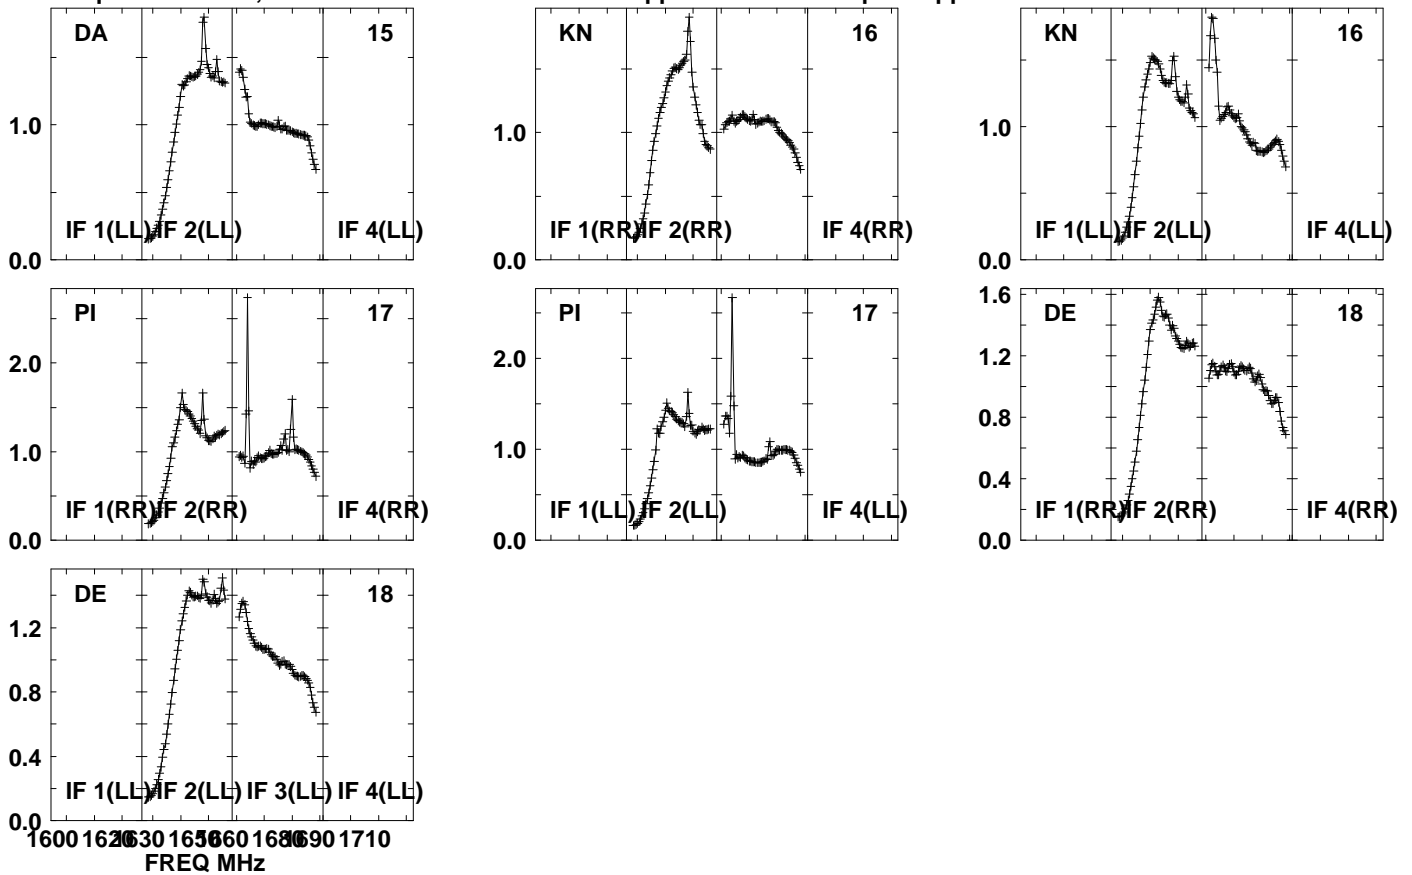 DA 15 KN 16 KN 16
1.0 1.0 1.0
IF 1(LL) IF 2(LL) IF 4(LL) IF 1(RR) IF 2(RR) IF 4(RR) IF 1(LL) IF 2(LL) IF 4(LL)
0.0 0.0 0.0
PI 17 PI 17 DE 18
1.6
2.0 2.0 1.2
1.0 1.0 0.8
0.4
IF 1(RR) IF 2(RR) IF 4(RR) IF 1(LL) IF 2(LL) IF 4(LL) IF 1(RR) IF 2(RR) IF 4(RR)
0.0 0.0 0.0
DE 18
1.2
0.8
0.4
IF 1(LL) IF 2(LL) IF 3(LL) IF 4(LL)
0.0
1600 1620 1630 1650 1660 1680 1690 1710
FREQ MHz